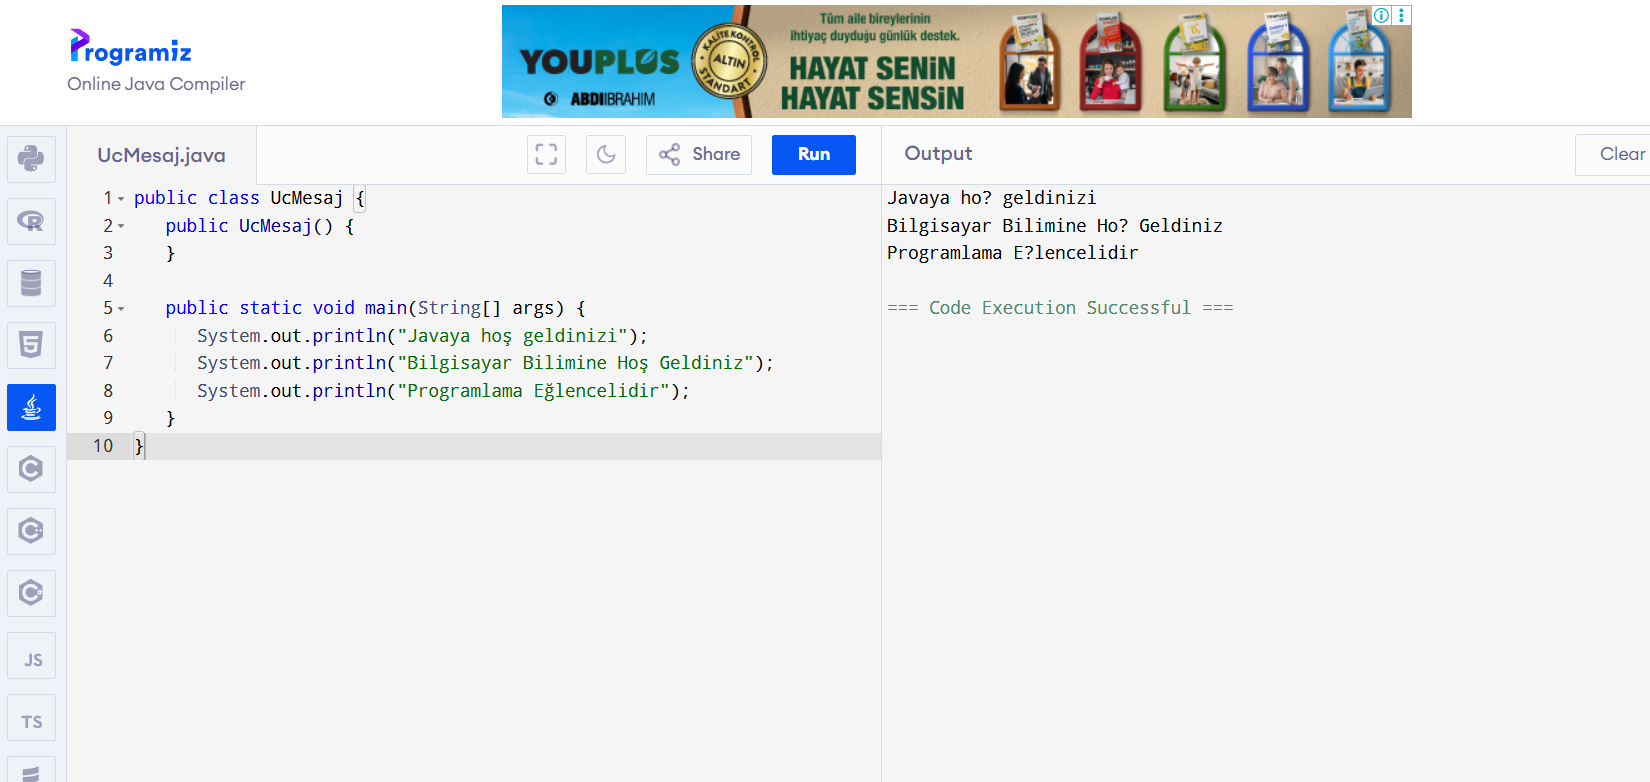 Programiz
Online Java Compiler
YOUPLUS
ABDİİBRAHİM
KALİTE KONTROL
ALTIN
STANDART
Tüm aile bireylerinin
ihtiyaç duyduğu günlük destek.
HAYAT SENİN
HAYAT SENSİN
UcMesaj.java
Share
Run
Output
Clear
1 public class UcMesaj {
2 public UcMesaj() {
3 }
4
5 public static void main(String[] args) {
6 System.out.println("Javaya hoş geldinizi");
7 System.out.println("Bilgisayar Bilimine Hoş Geldiniz");
8 System.out.println("Programlama Eğlencelidir");
9 }
10 }
Javaya ho? geldinizi
Bilgisayar Bilimine Ho? Geldiniz
Programlama E?lencelidir
=== Code Execution Successful ===
R
5
C
C
C#
JS
TS